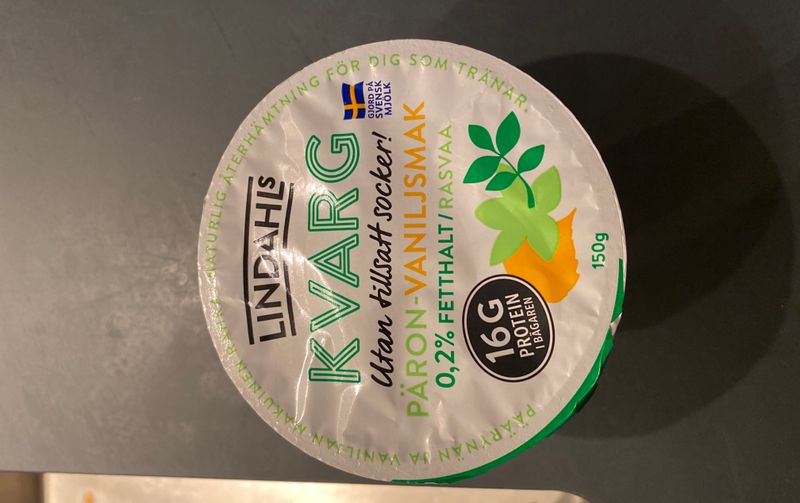 LINDAHLs
KVARG
Utan tillsatt socker!
PÄRON-VANILJSMAK
0,2% FETTHALT/RASVAA
GJORD PÅ
SVENSK
MJÖLK
16G
PROTEIN
I BÄGAREN
150g
NATURLIG ÅTERHÄMTNING FÖR DIG SOM TRÄNAR.
PÄÄRYNÄN JA VANILJAN MAKUINEN